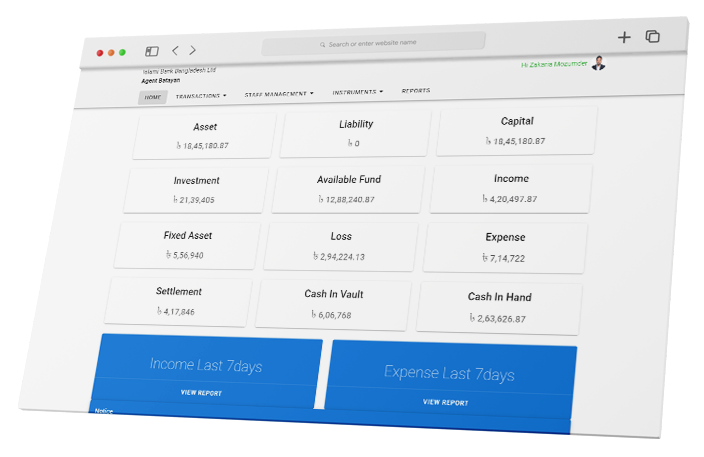 Search or enter website name
Islami Bank Bangladesh Ltd
Agent Batayan
Hi Zakaria Mozumder
HOME TRANSACTIONS STAFF MANAGEMENT INSTRUMENTS REPORTS
Asset Liability Capital
৳ 18,45,180.87 ৳ 0 ৳ 18,45,180.87
Investment Available Fund Income
৳ 21,39,405 ৳ 12,88,240.87 ৳ 4,20,497.87
Fixed Asset Loss Expense
৳ 5,56,940 ৳ 2,94,224.13 ৳ 7,14,722
Settlement Cash In Vault Cash In Hand
৳ 4,17,846 ৳ 6,06,768 ৳ 2,63,626.87
Income Last 7days Expense Last 7days
VIEW REPORT VIEW REPORT
Notice